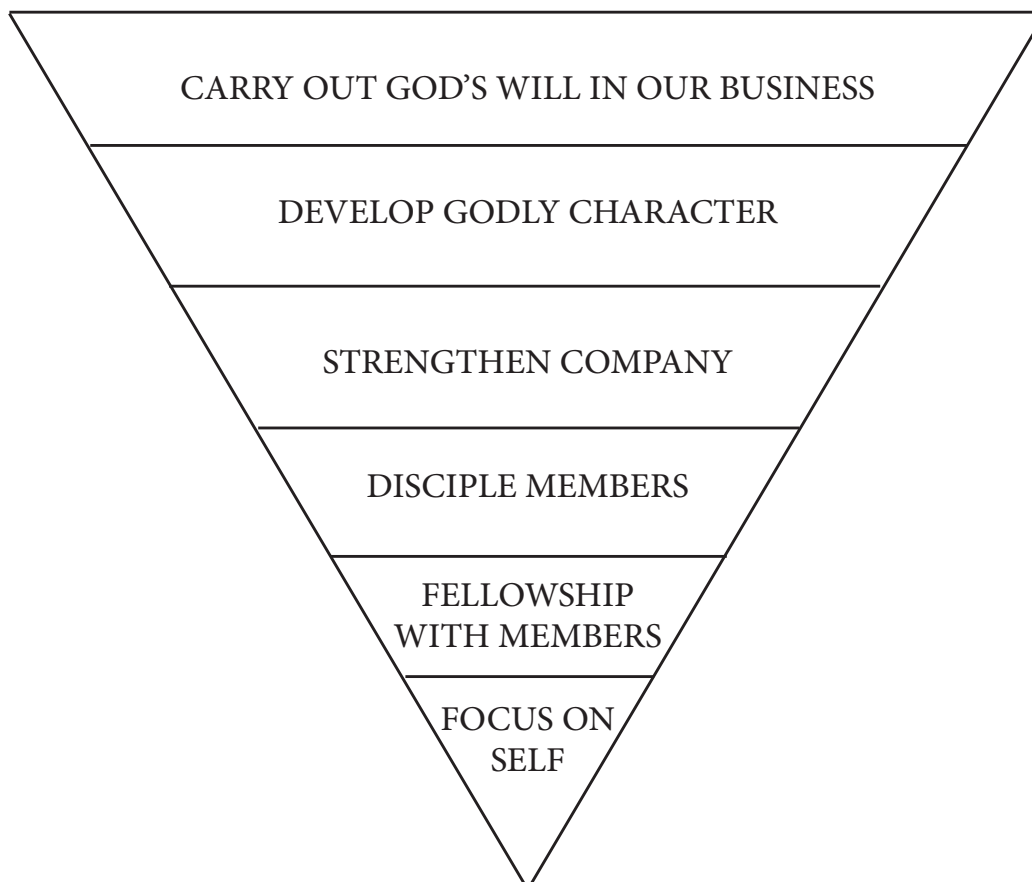 CARRY OUT GOD’S WILL IN OUR BUSINESS
DEVELOP GODLY CHARACTER
STRENGTHEN COMPANY
DISCIPLE MEMBERS
FELLOWSHIP
WITH MEMBERS
FOCUS ON
SELF